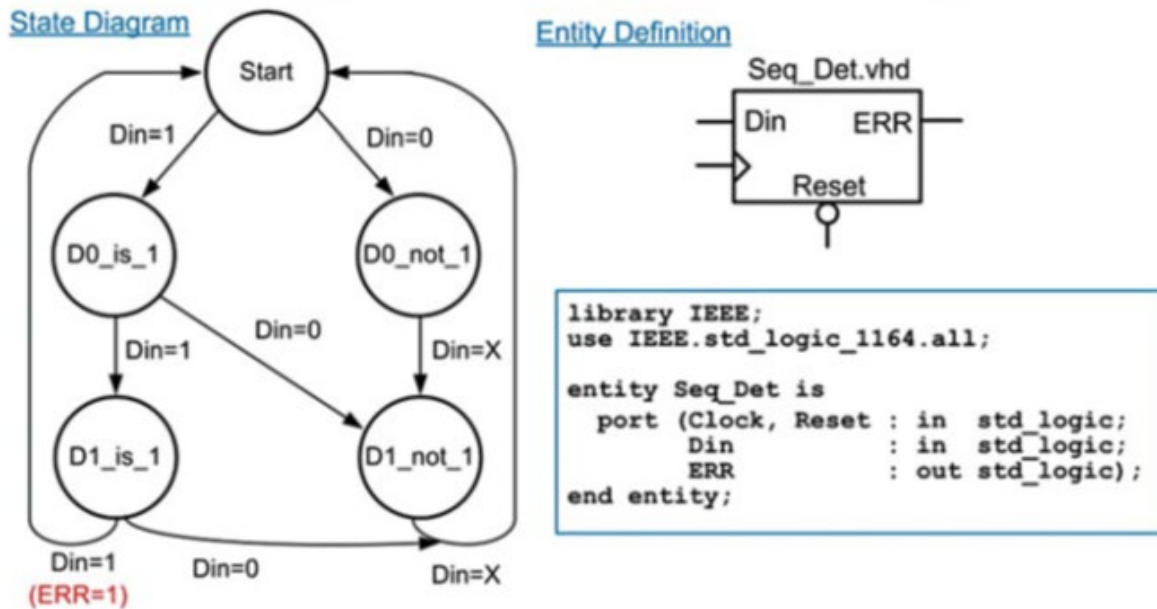 State Diagram
Start
Din=1
Din=0
D0_is_1
D0_not_1
Din=0
Din=1
Din=X
D1_is_1
D1_not_1
Din=1
(ERR=1)
Din=0
Din=X
Entity Definition
Seq_Det.vhd
Din
ERR
Reset
library IEEE;
use IEEE.std_logic_1164.all;
entity Seq_Det is
port (Clock, Reset : in std_logic;
Din : in std_logic;
ERR : out std_logic);
end entity;